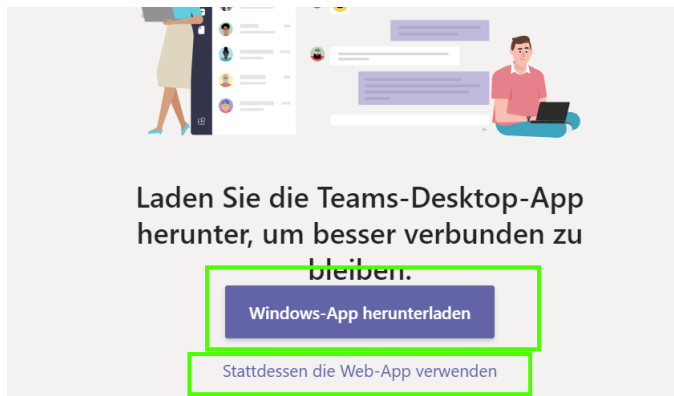 Laden Sie die Teams-Desktop-App
herunter, um besser verbunden zu
bleiben.
Windows-App herunterladen
Stattdessen die Web-App verwenden